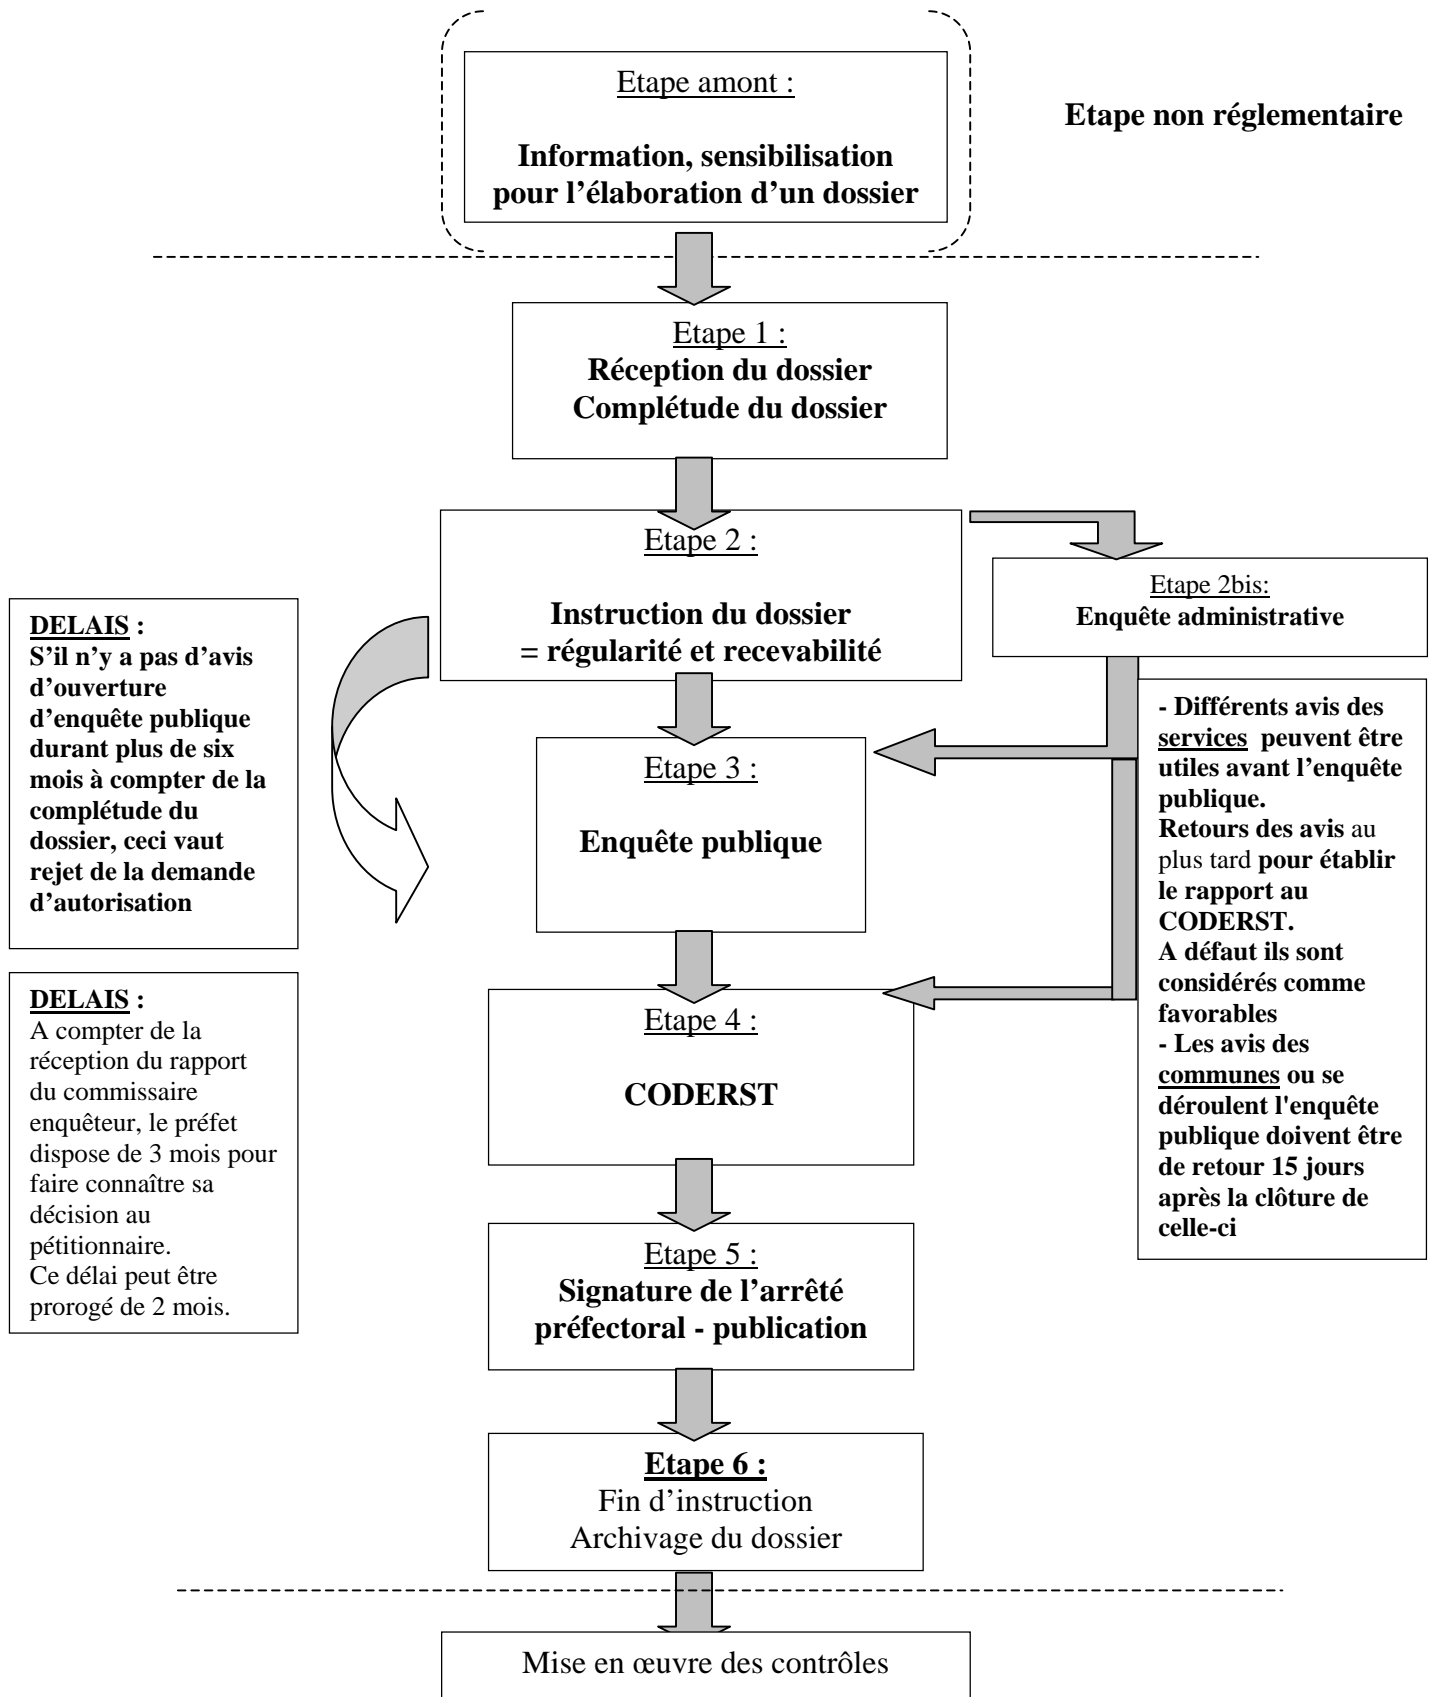 Etape amont :
Information, sensibilisation
pour l’élaboration d’un dossier
Etape non réglementaire
Etape 1 :
Réception du dossier
Complétude du dossier
Etape 2 :
Instruction du dossier
= régularité et recevabilité
Etape 2bis:
Enquête administrative
DELAIS :
S’il n’y a pas d’avis
d’ouverture
d’enquête publique
durant plus de six
mois à compter de la
complétude du
dossier, ceci vaut
rejet de la demande
d’autorisation
- Différents avis des
services peuvent être
utiles avant l’enquête
publique.
Retours des avis au
plus tard pour établir
le rapport au
CODERST.
A défaut ils sont
considérés comme
favorables
- Les avis des
communes ou se
déroulent l'enquête
publique doivent être
de retour 15 jours
après la clôture de
celle-ci
Etape 3 :
Enquête publique
DELAIS :
A compter de la
réception du rapport
du commissaire
enquêteur, le préfet
dispose de 3 mois pour
faire connaître sa
décision au
pétitionnaire.
Ce délai peut être
prorogé de 2 mois.
Etape 4 :
CODERST
Etape 5 :
Signature de l’arrêté
préfectoral - publication
Etape 6 :
Fin d’instruction
Archivage du dossier
Mise en œuvre des contrôles